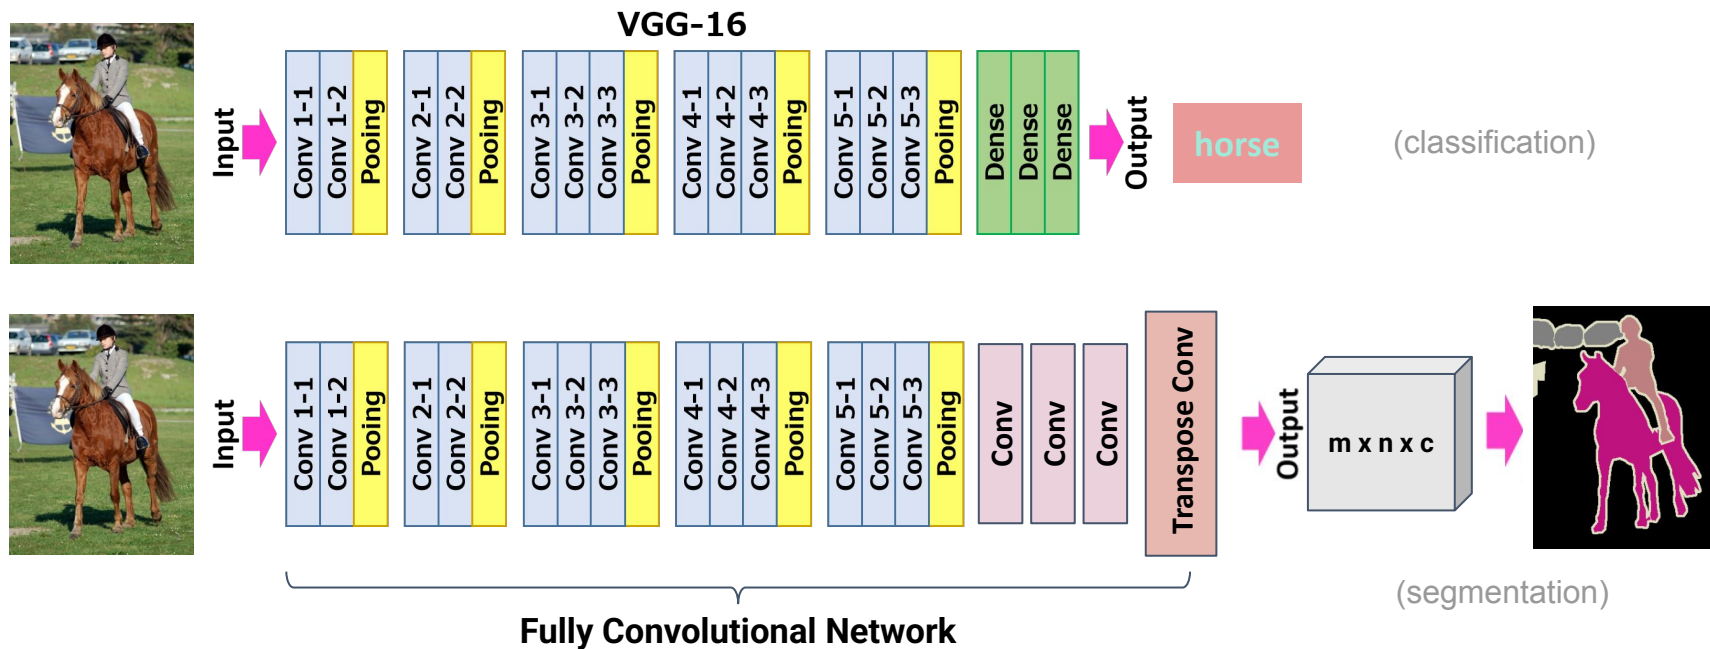 VGG-16
Input
Conv 1-1
Conv 1-2
Pooing
Conv 2-1
Conv 2-2
Pooing
Conv 3-1
Conv 3-2
Conv 3-3
Pooing
Conv 4-1
Conv 4-2
Conv 4-3
Pooing
Conv 5-1
Conv 5-2
Conv 5-3
Pooing
Dense
Dense
Dense
Output
horse
(classification)
Input
Conv 1-1
Conv 1-2
Pooing
Conv 2-1
Conv 2-2
Pooing
Conv 3-1
Conv 3-2
Conv 3-3
Pooing
Conv 4-1
Conv 4-2
Conv 4-3
Pooing
Conv 5-1
Conv 5-2
Conv 5-3
Pooing
Conv
Conv
Conv
Transpose Conv
Output
m x n x c
(segmentation)
Fully Convolutional Network